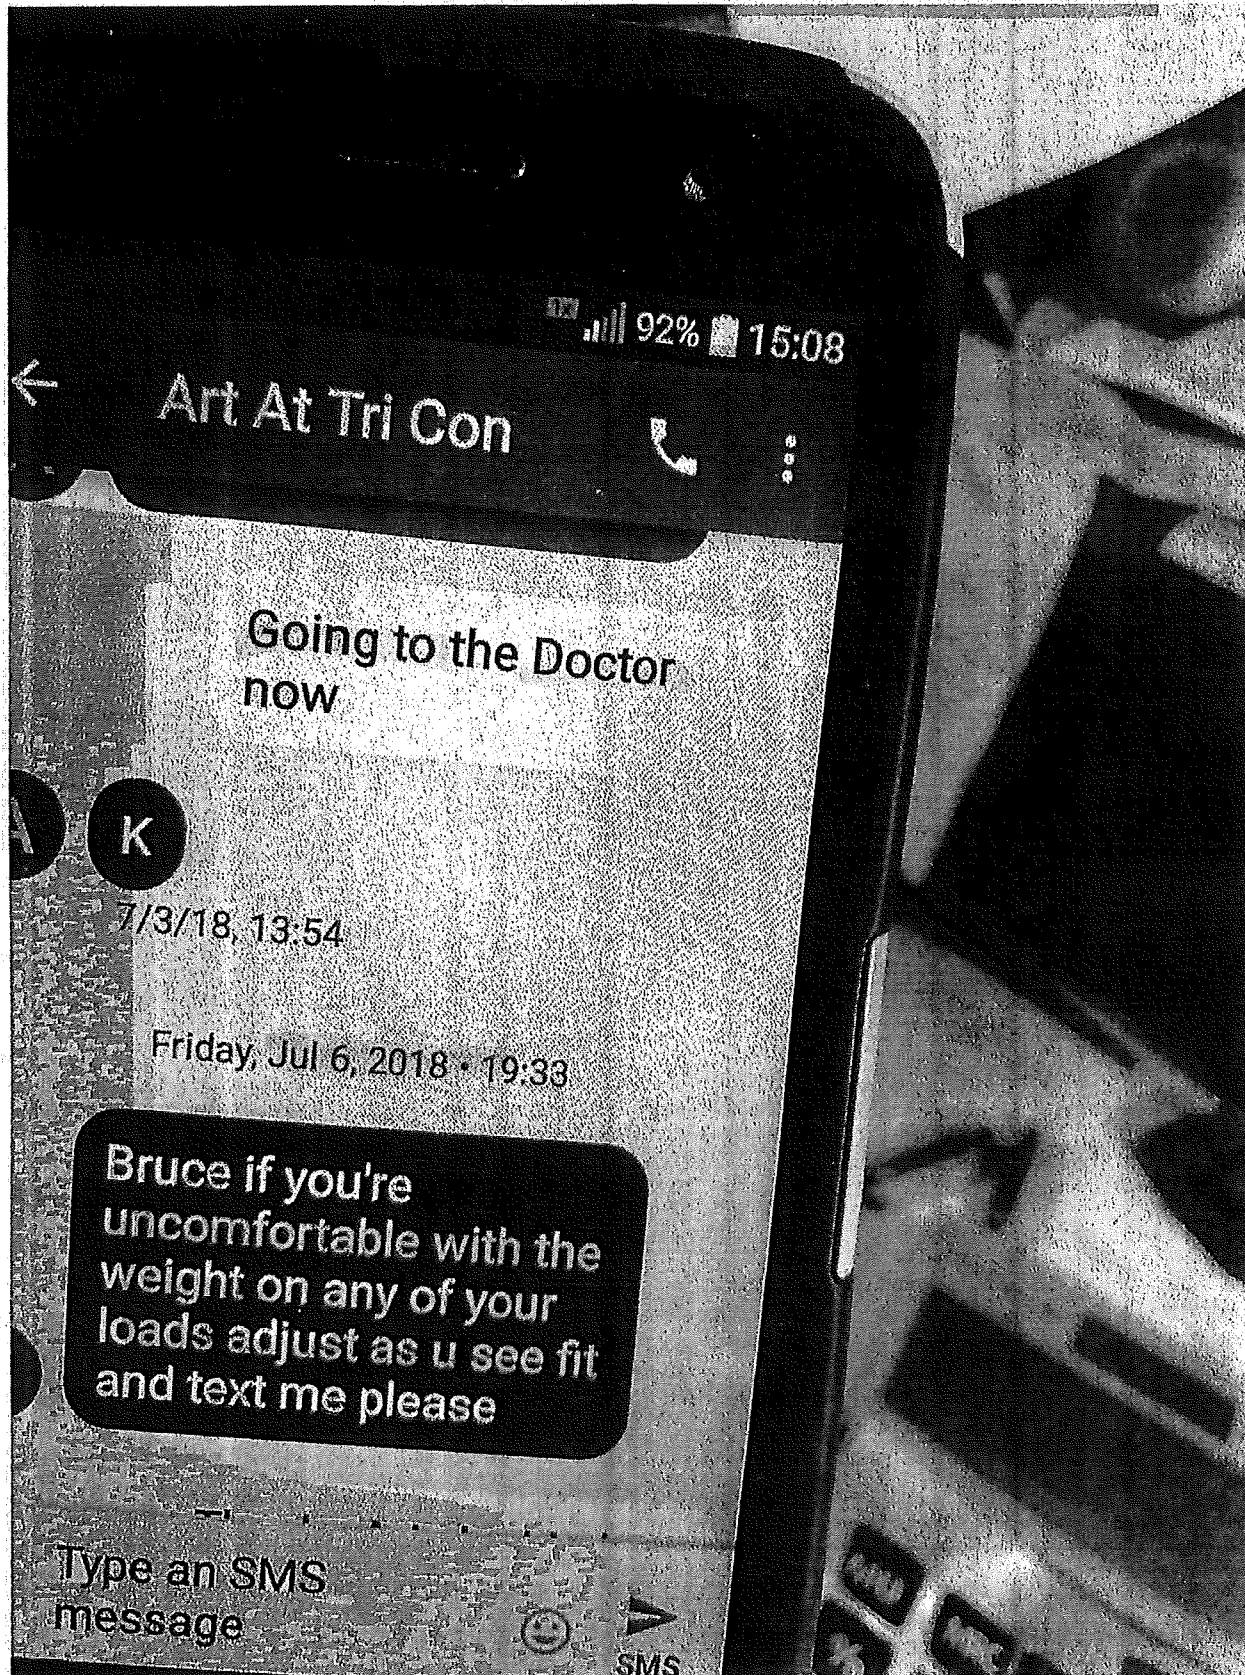 92% 15:08
Art At Tri Con
Going to the Doctor
now
A K
7/3/18, 13:54
Friday, Jul 6, 2018 • 19:33
Bruce if you're
uncomfortable with the
weight on any of your
loads adjust as u see fit
and text me please
Type an SMS
message
SMS